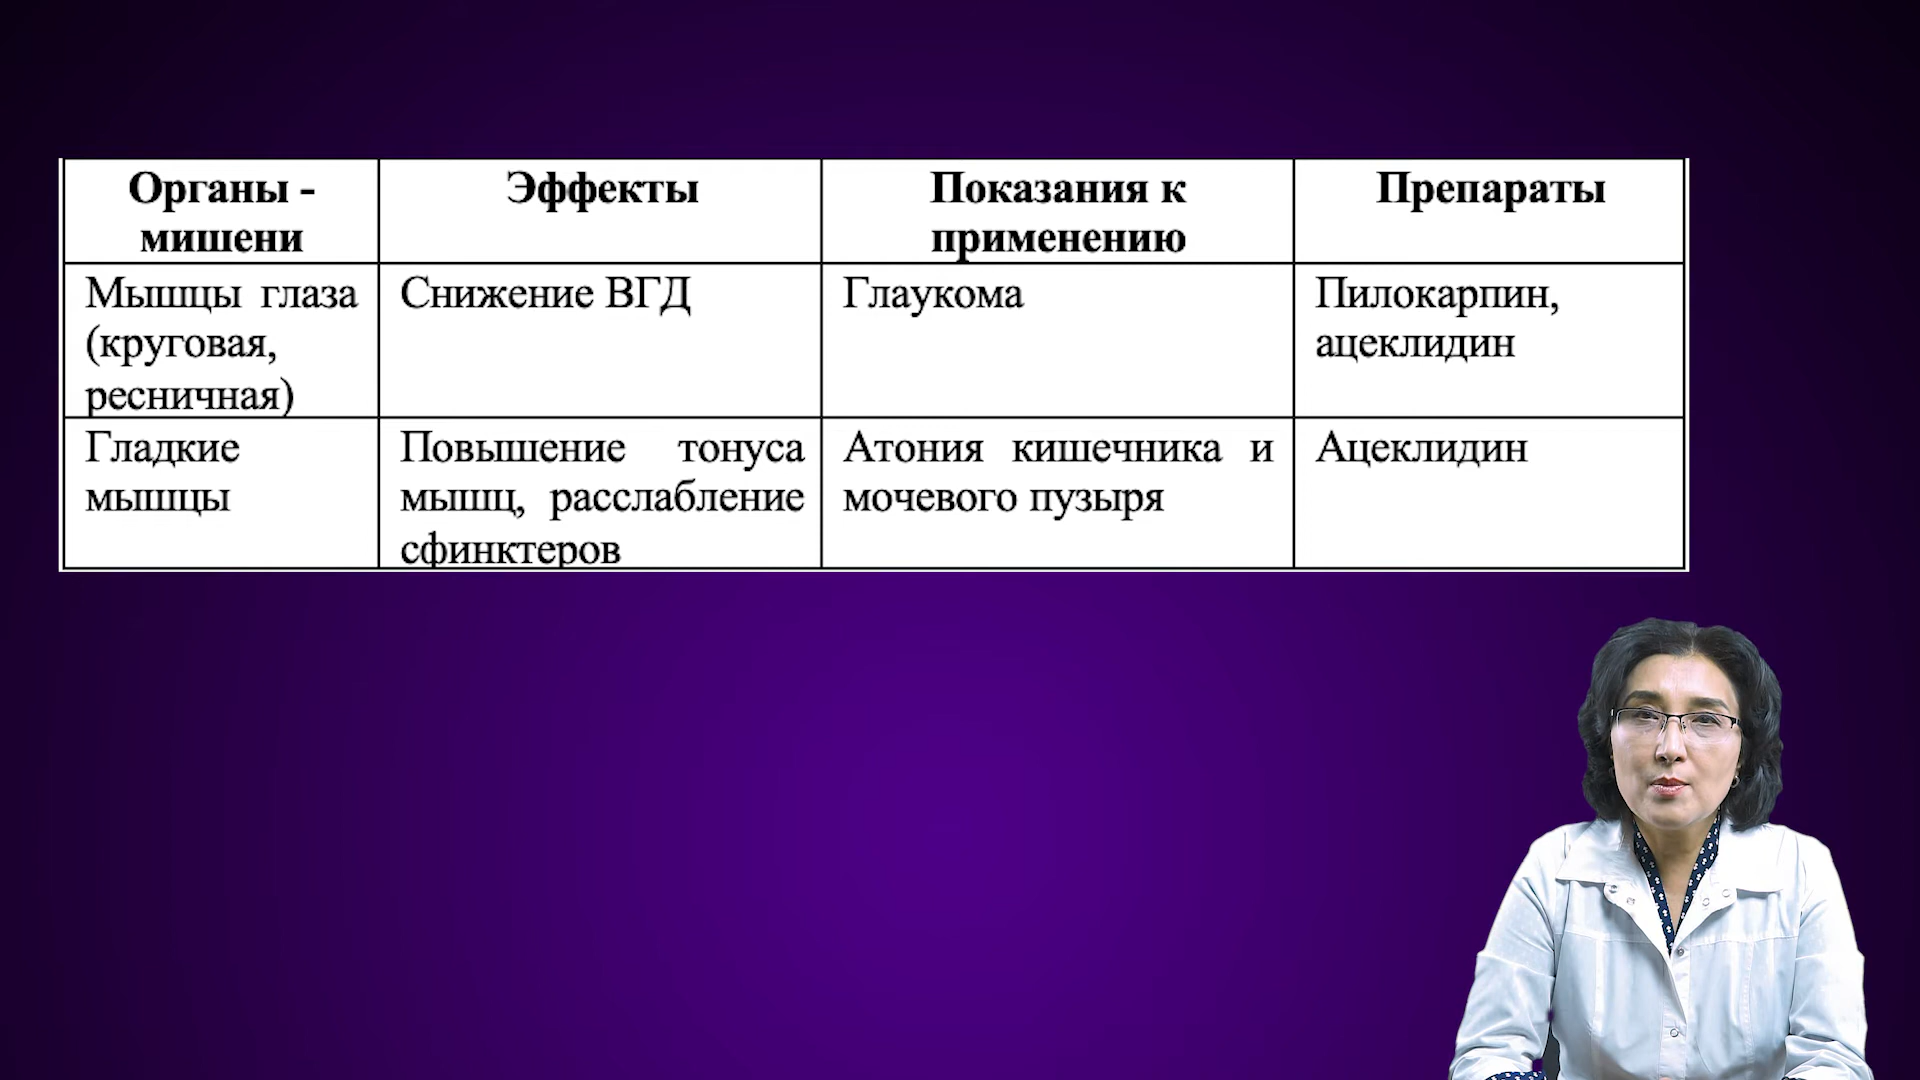 Органы -
мишени
Эффекты
Показания к
применению
Препараты
Мышцы глаза
(круговая,
ресничная)
Снижение ВГД
Глаукома
Пилокарпин,
ацеклидин
Гладкие
мышцы
Повышение тонуса
мышц, расслабление
сфинктеров
Атония кишечника и
мочевого пузыря
Ацеклидин